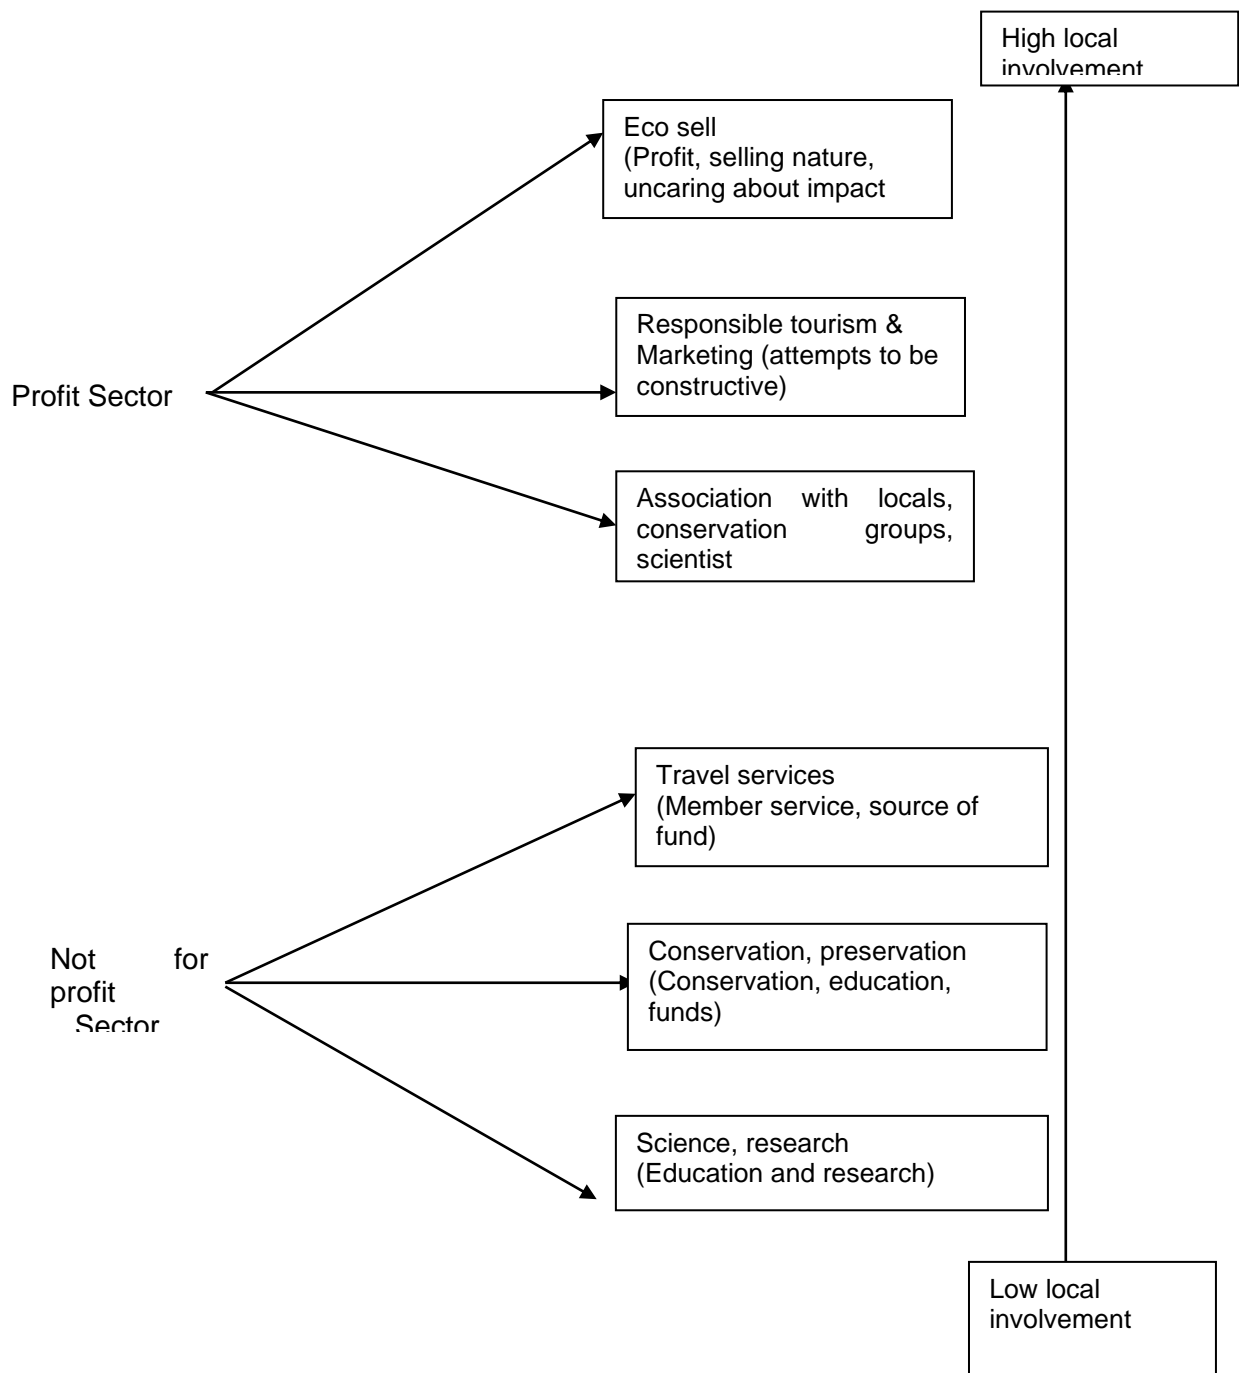 High local
involvement
Eco sell
(Profit, selling nature,
uncaring about impact
Responsible tourism &
Marketing (attempts to be
constructive)
Profit Sector
Association with locals,
conservation groups,
scientist
Travel services
(Member service, source of
fund)
Not for
profit
Sector
Conservation, preservation
(Conservation, education,
funds)
Science, research
(Education and research)
Low local
involvement